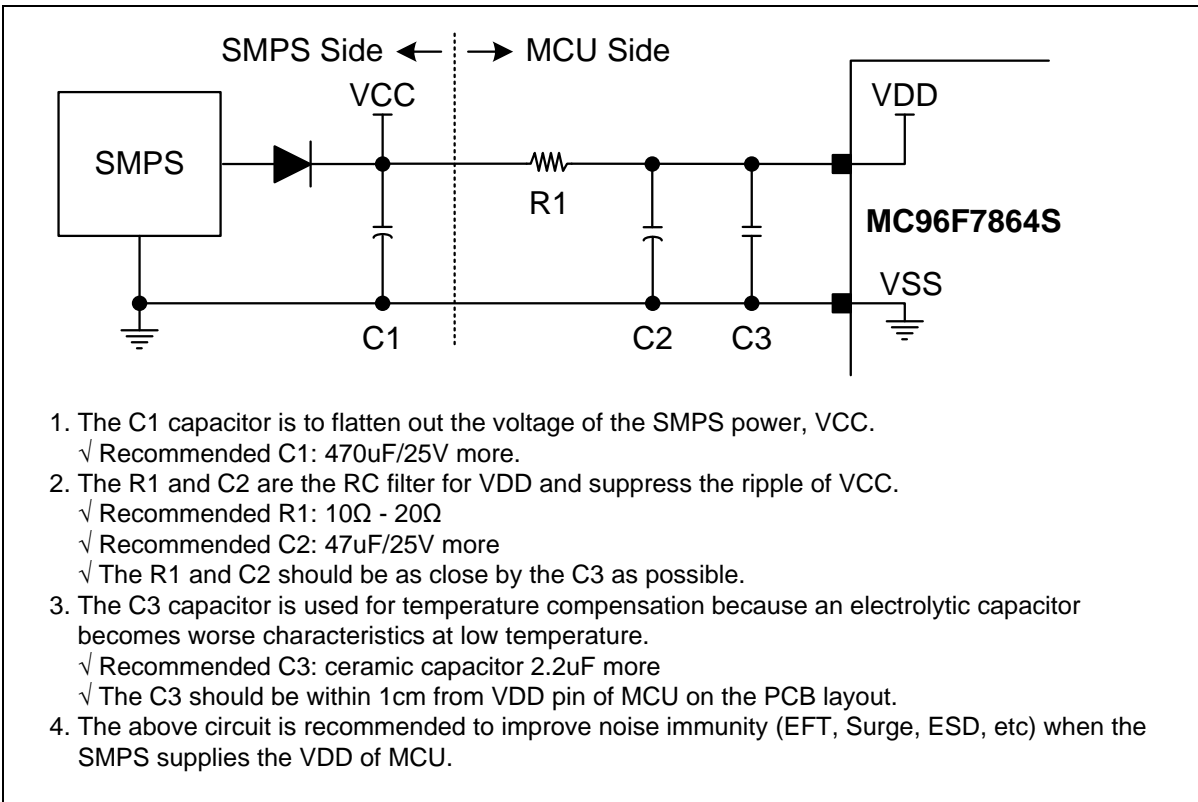 SMPS Side MCU Side
VCC
VDD
SMPS
R1
MC96F7864S
VSS
C1
C2
C3
1. The C1 capacitor is to flatten out the voltage of the SMPS power, VCC.
√ Recommended C1: 470uF/25V more.
2. The R1 and C2 are the RC filter for VDD and suppress the ripple of VCC.
√ Recommended R1: 10Ω - 20Ω
√ Recommended C2: 47uF/25V more
√ The R1 and C2 should be as close by the C3 as possible.
3. The C3 capacitor is used for temperature compensation because an electrolytic capacitor
becomes worse characteristics at low temperature.
√ Recommended C3: ceramic capacitor 2.2uF more
√ The C3 should be within 1cm from VDD pin of MCU on the PCB layout.
4. The above circuit is recommended to improve noise immunity (EFT, Surge, ESD, etc) when the
SMPS supplies the VDD of MCU.